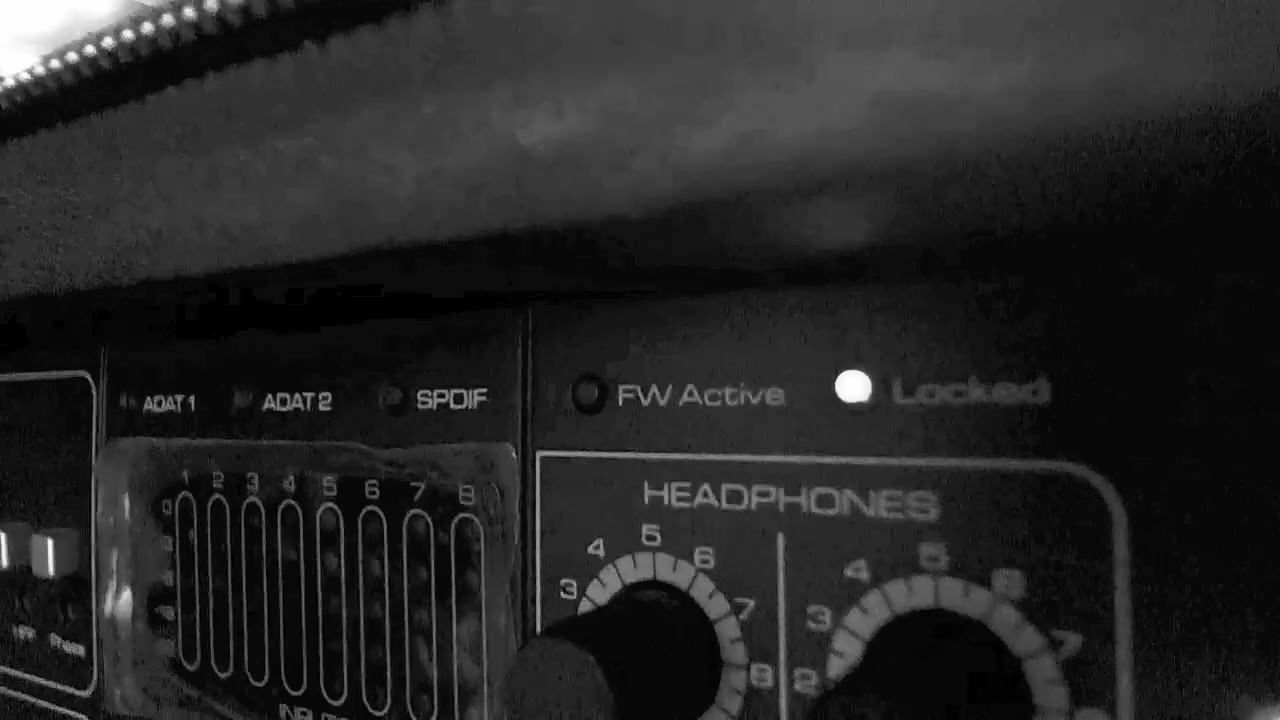 ADAT 1 ADAT 2 SPDIF FW Active Locked
HEADPHONES
1 2 3 4 5 6 7 8
3 4 5 6 7 8
2 3 4 5 6 7